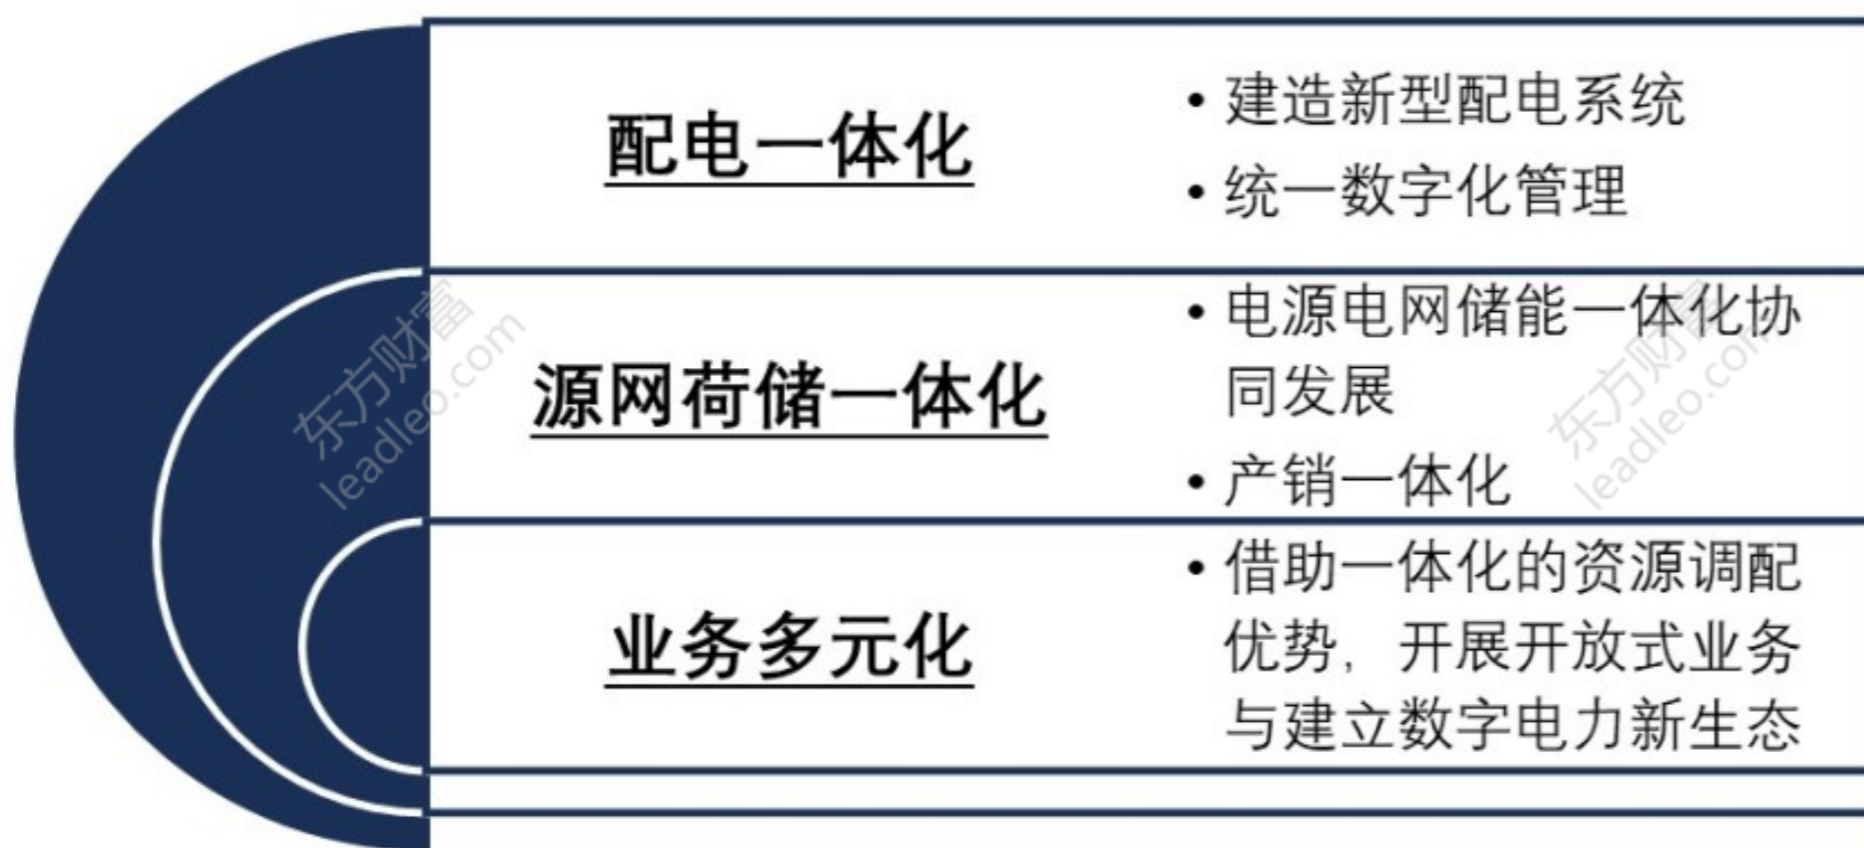 配电一体化
• 建造新型配电系统
• 统一数字化管理
源网荷储一体化
• 电源电网储能一体化协
同发展
• 产销一体化
业务多元化
• 借助一体化的资源调配
优势，开展开放式业务
与建立数字电力新生态
东方财富
leadleo.com
东方财富
leadleo.com